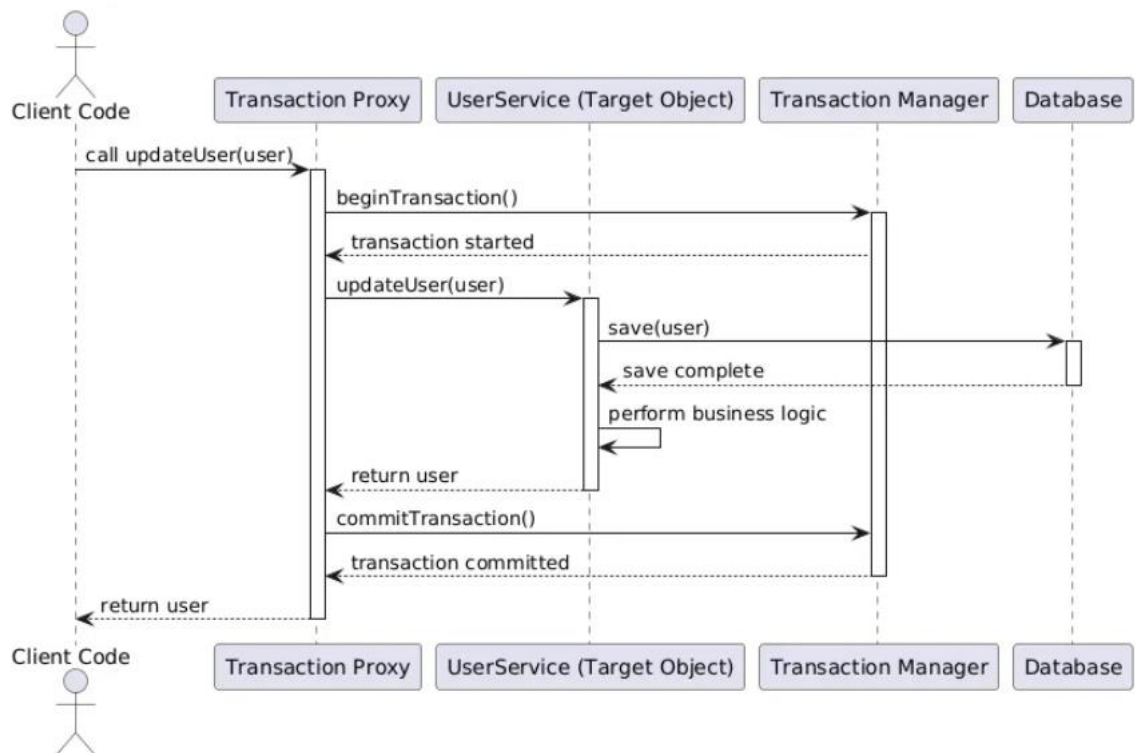 Client Code
Transaction Proxy
UserService (Target Object)
Transaction Manager
Database
call updateUser(user)
beginTransaction()
transaction started
updateUser(user)
save(user)
save complete
perform business logic
return user
commitTransaction()
transaction committed
return user
Client Code
Transaction Proxy
UserService (Target Object)
Transaction Manager
Database